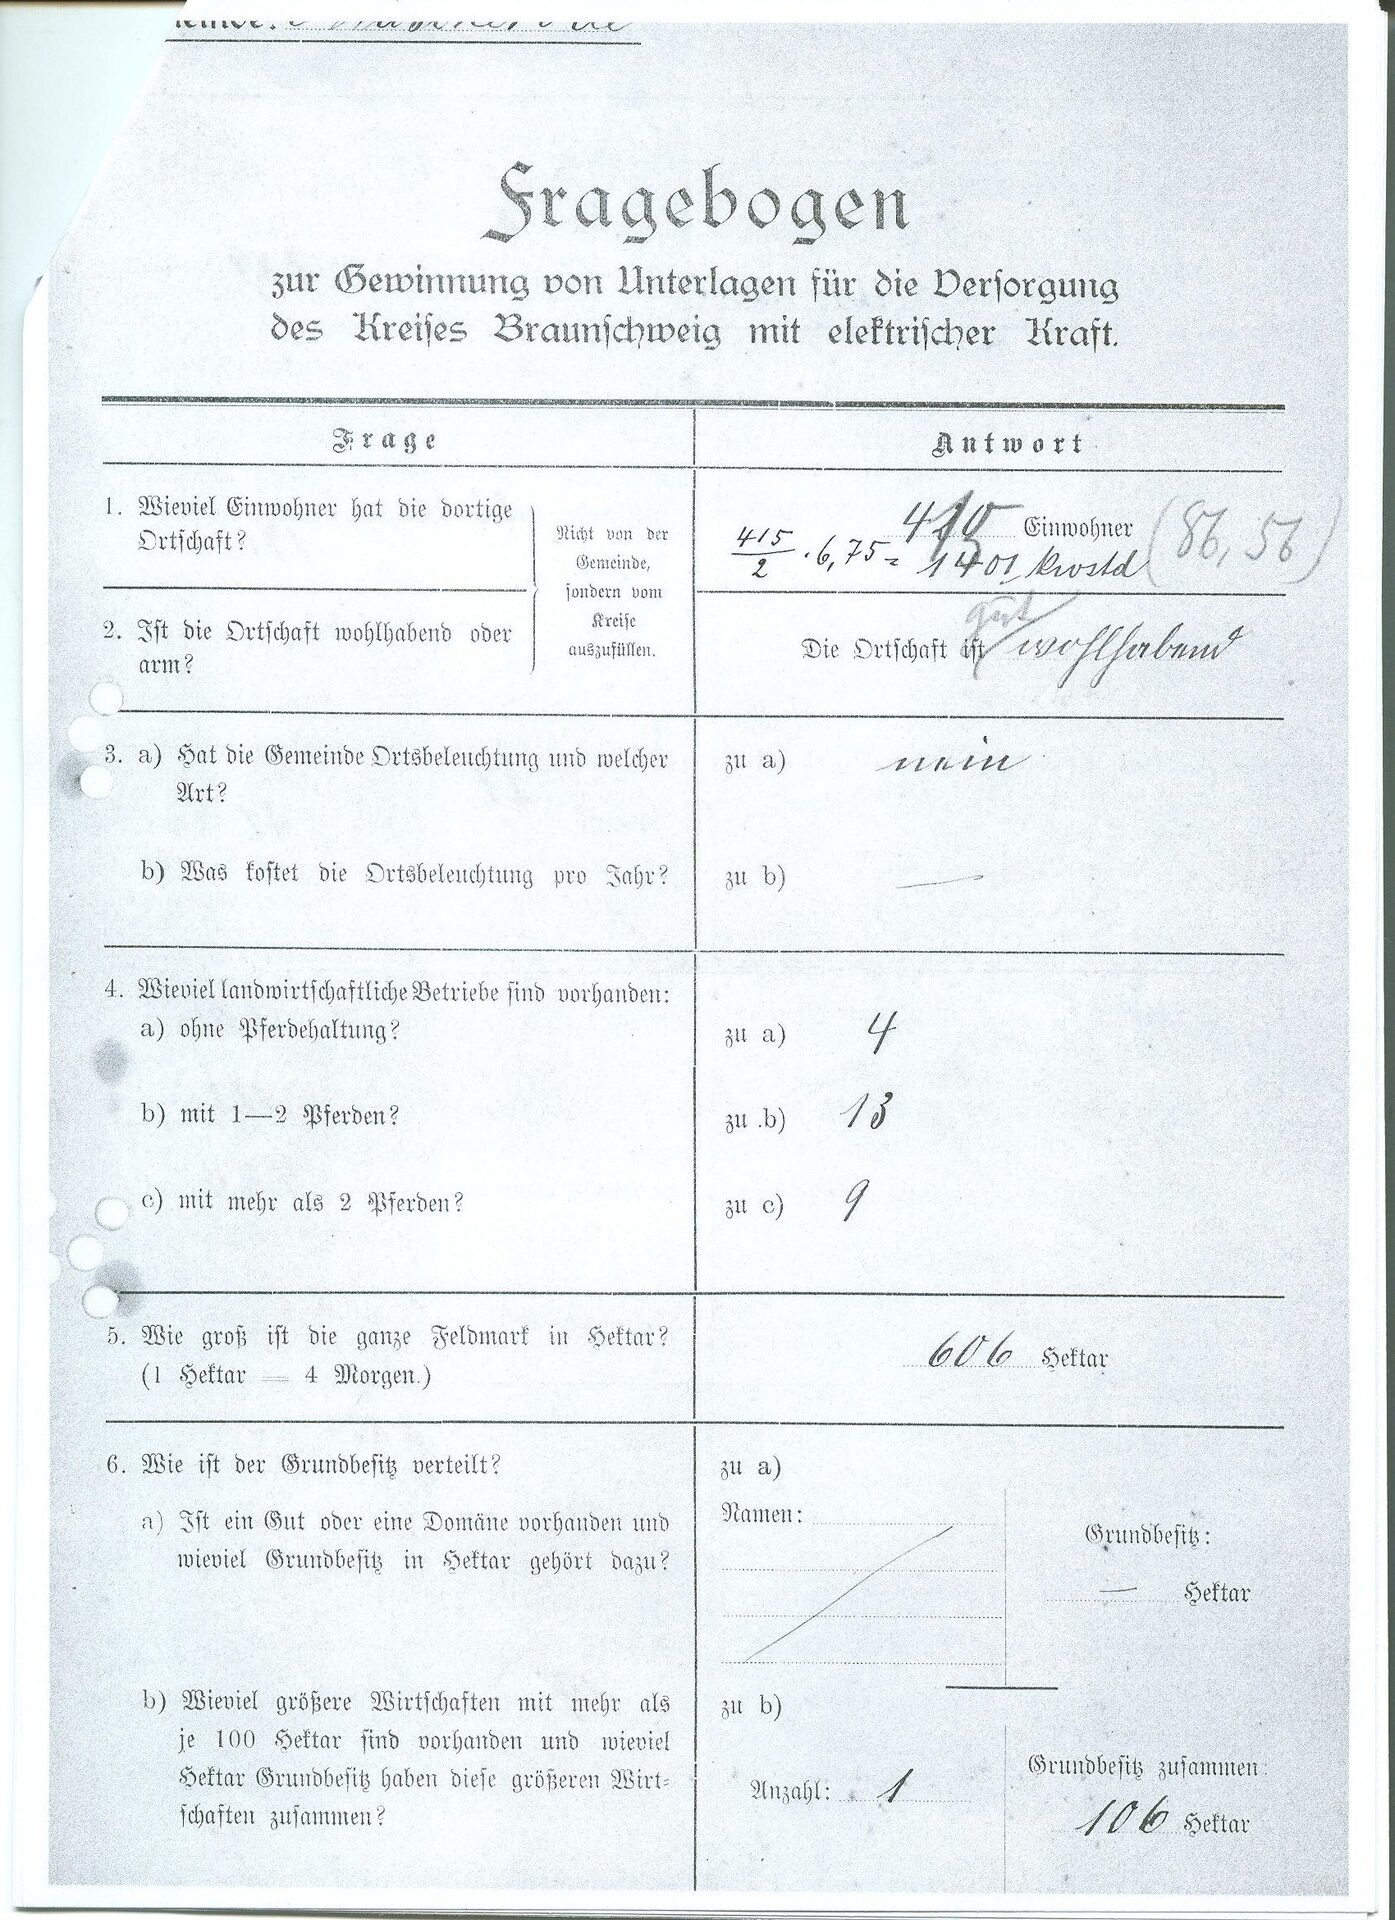 Fragebogen
zur Gewinnung von Unterlagen für die Versorgung
des Kreises Braunschweig mit elektrischer Kraft.
Frage
Antwort
1. Wieviel Einwohner hat die dortige
Ortschaft?
Nicht von der
Gemeinde,
sondern vom
Kreise
auszufüllen.
Einwohner
415/2 · 6,75 = 1401 kwstd
(86,56)
2. Ist die Ortschaft wohlhabend oder
arm?
gut
Die Ortschaft ist wohlhabend
3. a) Hat die Gemeinde Ortsbeleuchtung und welcher
Art?
zu a) nein
b) Was kostet die Ortsbeleuchtung pro Jahr?
zu b) —
4. Wieviel landwirtschaftliche Betriebe sind vorhanden:
a) ohne Pferdehaltung?
zu a) 4
b) mit 1—2 Pferden?
zu b) 13
c) mit mehr als 2 Pferden?
zu c) 9
5. Wie groß ist die ganze Feldmark in Hektar?
(1 Hektar = 4 Morgen.)
606 Hektar
6. Wie ist der Grundbesitz verteilt?
a) Ist ein Gut oder eine Domäne vorhanden und
wieviel Grundbesitz in Hektar gehört dazu?
zu a)
Namen:
Grundbesitz:
— Hektar
b) Wieviel größere Wirtschaften mit mehr als
je 100 Hektar sind vorhanden und wieviel
Hektar Grundbesitz haben diese größeren Wirt-
schaften zusammen?
zu b)
Anzahl: 1
Grundbesitz zusammen:
106 Hektar